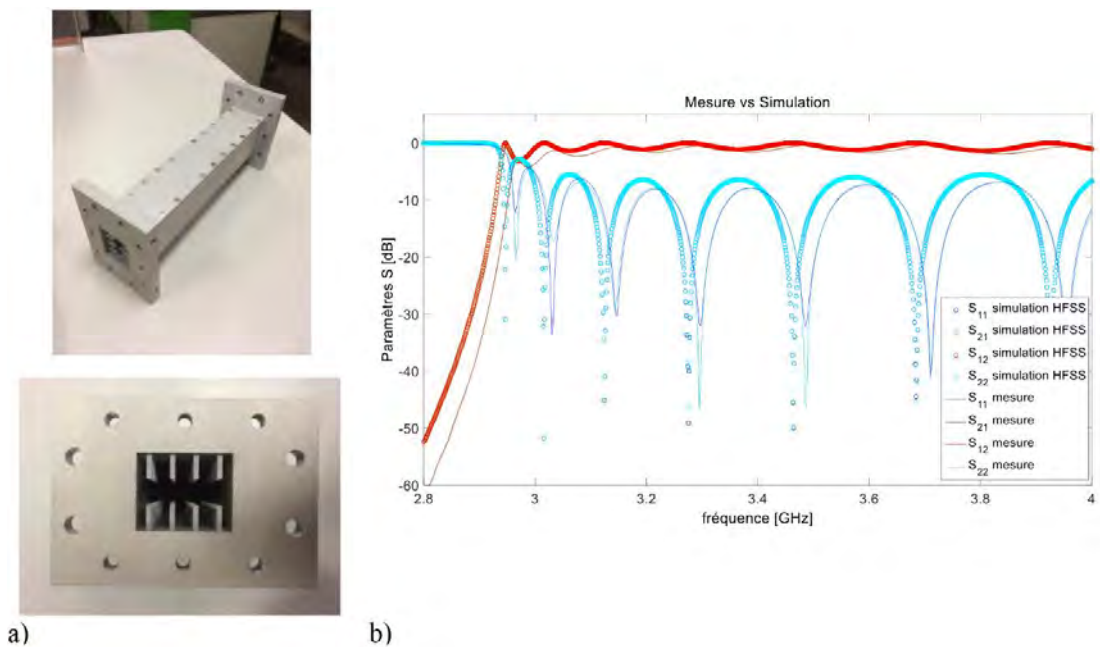 Mesure vs Simulation
Paramètres S [dB]
0
-10
-20
-30
-40
-50
-60
2.8
3
3.2
3.4
3.6
3.8
4
fréquence [GHz]
S11 simulation HFSS
S21 simulation HFSS
S12 simulation HFSS
S22 simulation HFSS
S11 mesure
S21 mesure
S12 mesure
S22 mesure
a)
b)